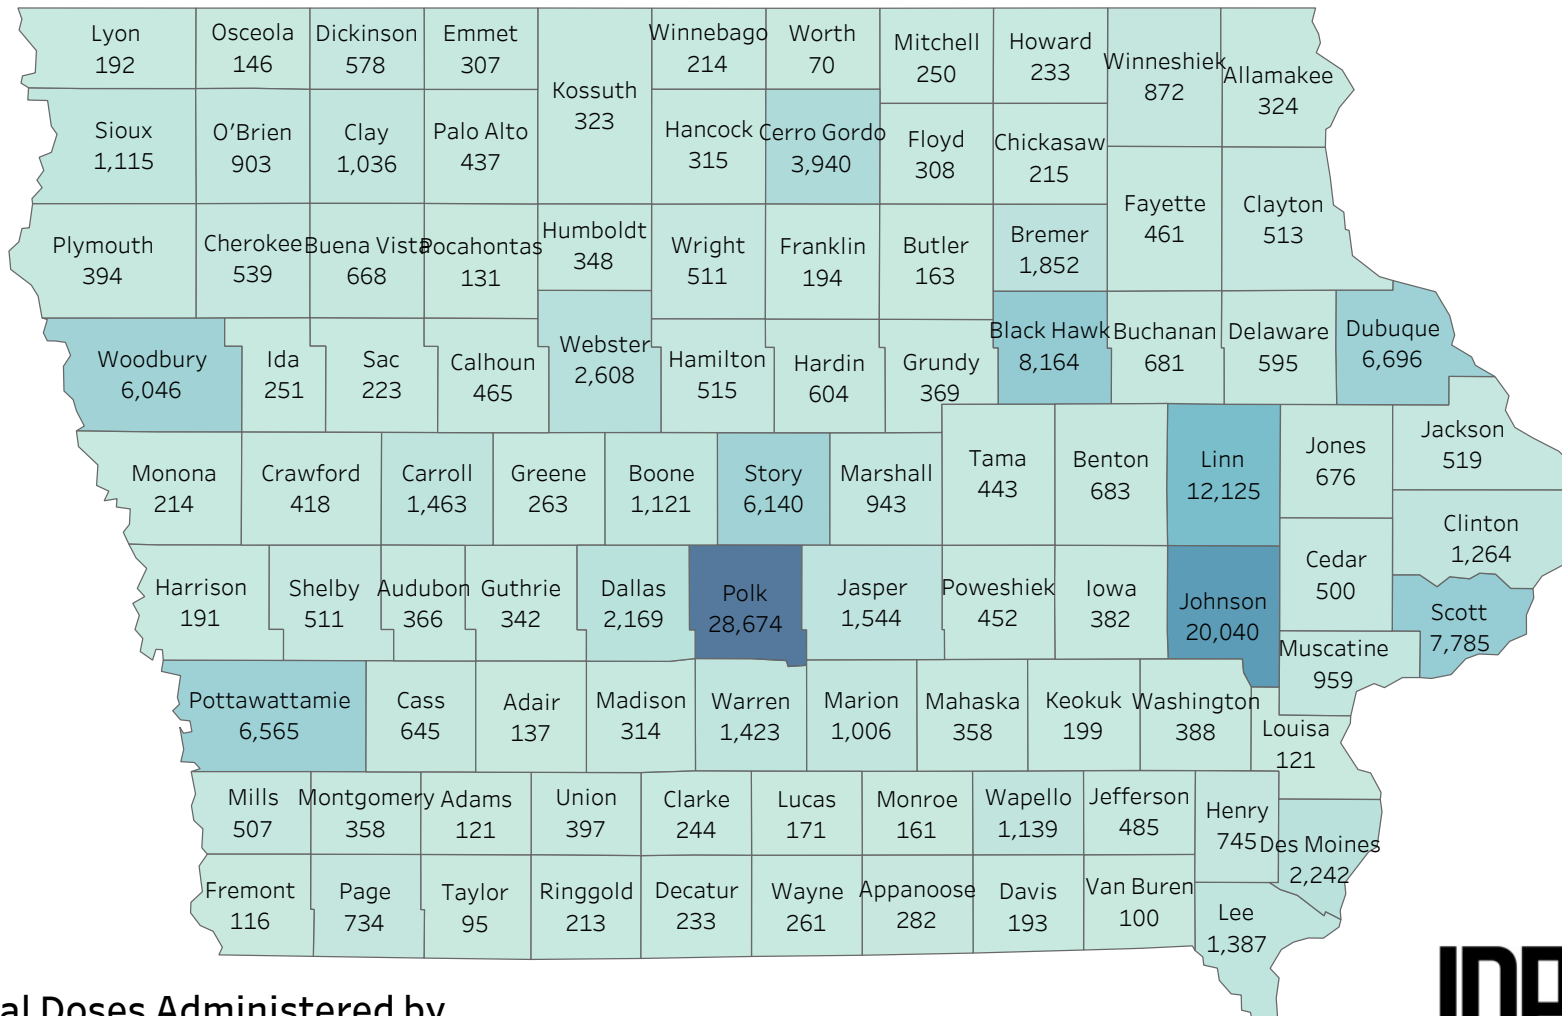 Lyon
192
Osceola
146
Dickinson
578
Emmet
307
Kossuth
323
Winnebago
214
Worth
70
Mitchell
250
Howard
233
Winneshiek
872
Allamakee
324
Sioux
1,115
O'Brien
903
Clay
1,036
Palo Alto
437
Hancock
315
Cerro Gordo
3,940
Floyd
308
Chickasaw
215
Fayette
461
Clayton
513
Plymouth
394
Cherokee
539
Buena Vista
668
Pocahontas
131
Humboldt
348
Wright
511
Franklin
194
Butler
163
Bremer
1,852
Woodbury
6,046
Ida
251
Sac
223
Calhoun
465
Webster
2,608
Hamilton
515
Hardin
604
Grundy
369
Black Hawk
8,164
Buchanan
681
Delaware
595
Dubuque
6,696
Monona
214
Crawford
418
Carroll
1,463
Greene
263
Boone
1,121
Story
6,140
Marshall
943
Tama
443
Benton
683
Linn
12,125
Jones
676
Jackson
519
Clinton
1,264
Harrison
191
Shelby
511
Audubon
366
Guthrie
342
Dallas
2,169
Polk
28,674
Jasper
1,544
Poweshiek
452
Iowa
382
Johnson
20,040
Cedar
500
Scott
7,785
Muscatine
959
Pottawattamie
6,565
Cass
645
Adair
137
Madison
314
Warren
1,423
Marion
1,006
Mahaska
358
Keokuk
199
Washington
388
Louisa
121
Mills
507
Montgomery
358
Adams
121
Union
397
Clarke
244
Lucas
171
Monroe
161
Wapello
1,139
Jefferson
485
Henry
745
Des Moines
2,242
Fremont
116
Page
734
Taylor
95
Ringgold
213
Decatur
233
Wayne
261
Appanoose
282
Davis
193
Van Buren
100
Lee
1,387
al Doses Administered by